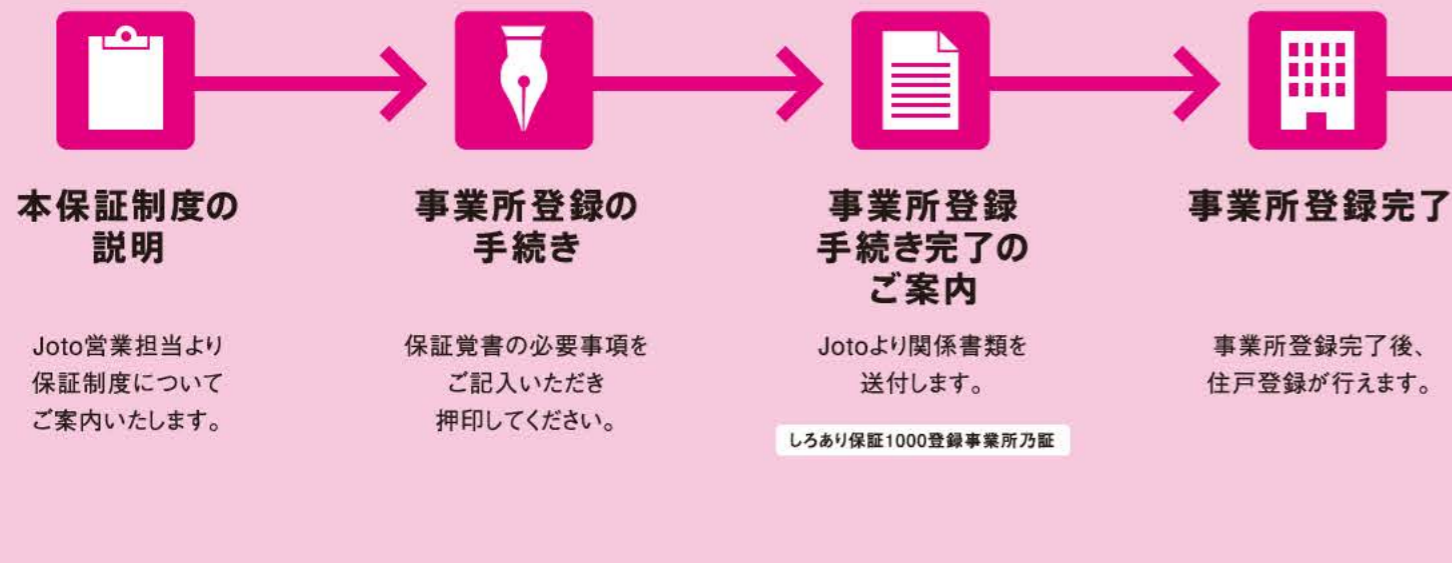 本保証制度の
説明
Joto営業担当より
保証制度について
ご案内いたします。
事業所登録の
手続き
保証覚書の必要事項を
ご記入いただき
押印してください。
事業所登録
手続き完了の
ご案内
Jotoより関係書類を
送付します。
しろあり保証1000登録事業所乃証
事業所登録完了
事業所登録完了後、
住戸登録が行えます。